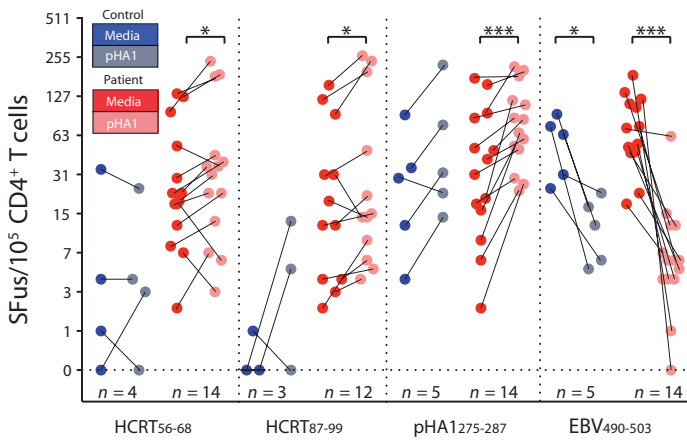 SFus/10⁵ CD4⁺ T cells
511
255
127
63
31
15
7
3
1
0
Control
Media
pHA1
Patient
Media
pHA1
* * *** * ***
n = 4 n = 14 n = 3 n = 12 n = 5 n = 14 n = 5 n = 14
HCRT56-68 HCRT87-99 pHA1275-287 EBV490-503